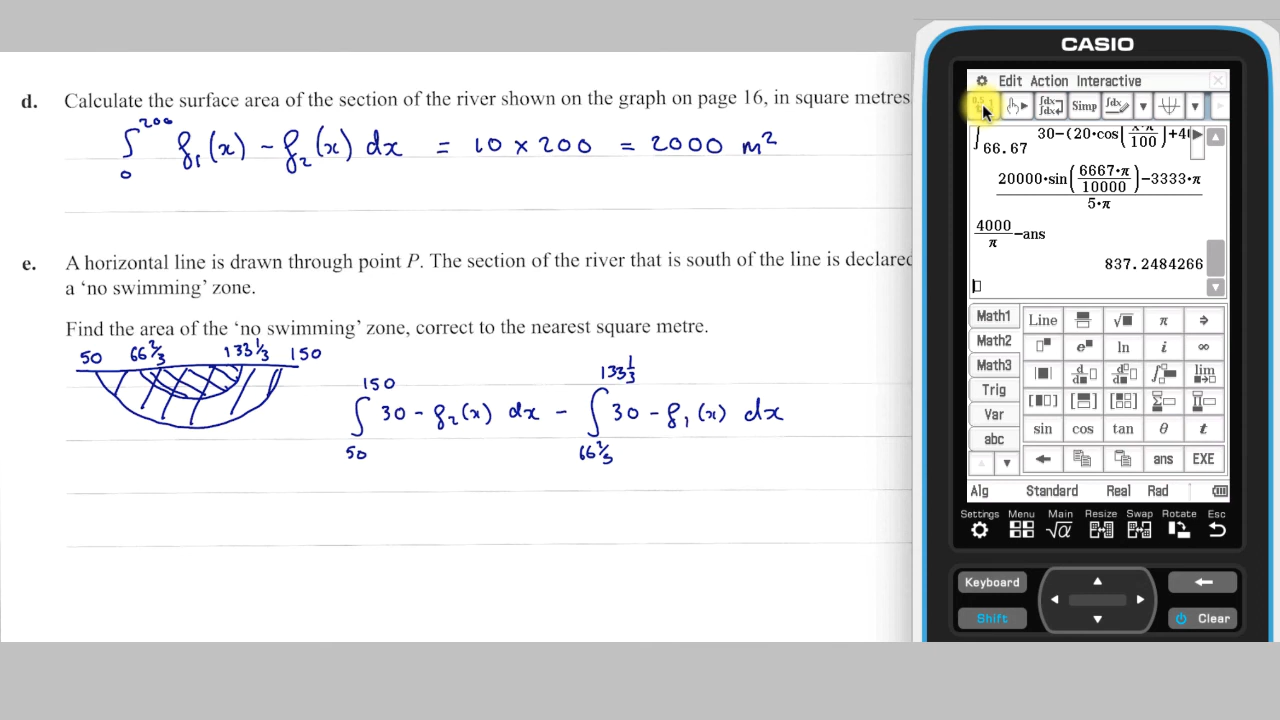 d. Calculate the surface area of the section of the river shown on the graph on page 16, in square metres
∫₀²⁰⁰ f₁(x) - f₂(x) dx = 10 × 200 = 2000 m²
e. A horizontal line is drawn through point P. The section of the river that is south of the line is declared
a ‘no swimming’ zone.
Find the area of the ‘no swimming’ zone, correct to the nearest square metre.
50 66⅔ 133⅓ 150
150 133⅓
∫ 30 - f₂(x) dx - ∫ 30 - f₁(x) dx
50 66⅔
CASIO
Edit Action Interactive
0.5 Simp ∫dx
∫ 30-(20·cos(x·π/100)+4
66.67
20000·sin(6667·π/10000)-3333·π
5·π
4000/π-ans
837.2484266
Math1 Line √ π ⇒
Math2 e ln i ∞
Math3 d/d lim
Trig
Var sin cos tan θ t
abc ans EXE
Alg Standard Real Rad
Settings Menu Main Resize Swap Rotate Esc
Keyboard
Shift Clear